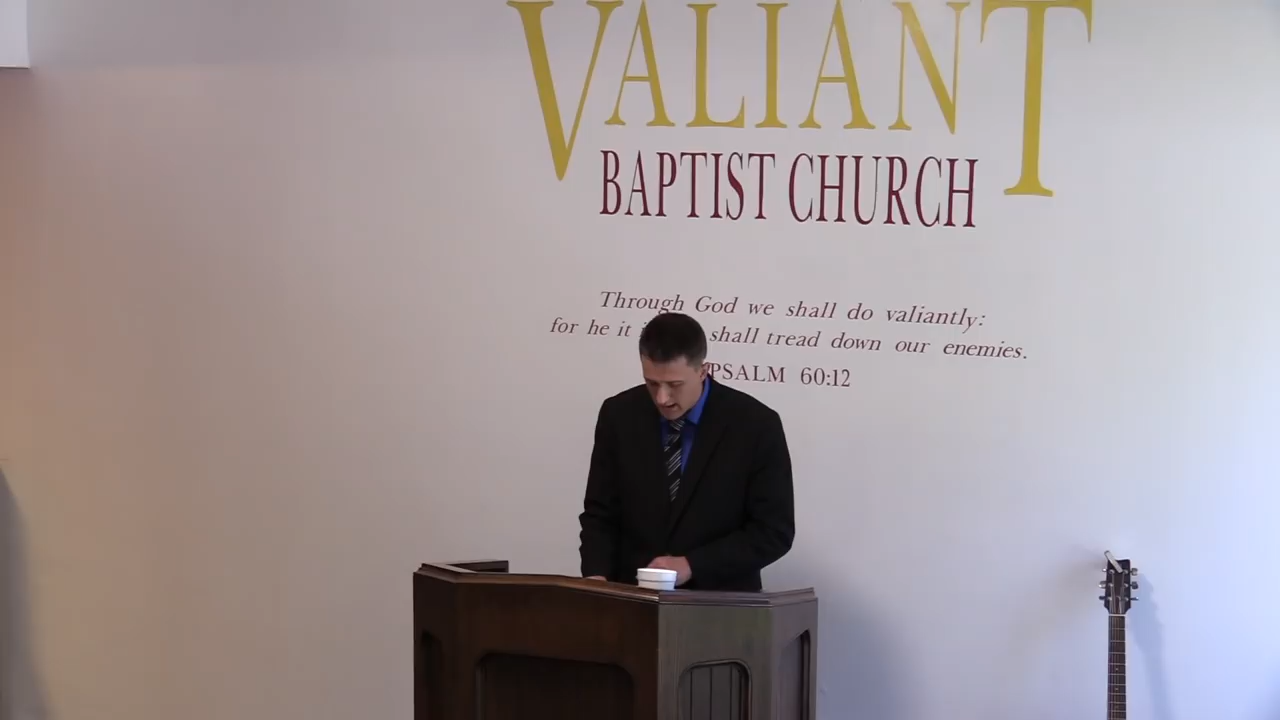 VALIANT
BAPTIST CHURCH
Through God we shall do valiantly:
for he it shall tread down our enemies.
PSALM 60:12